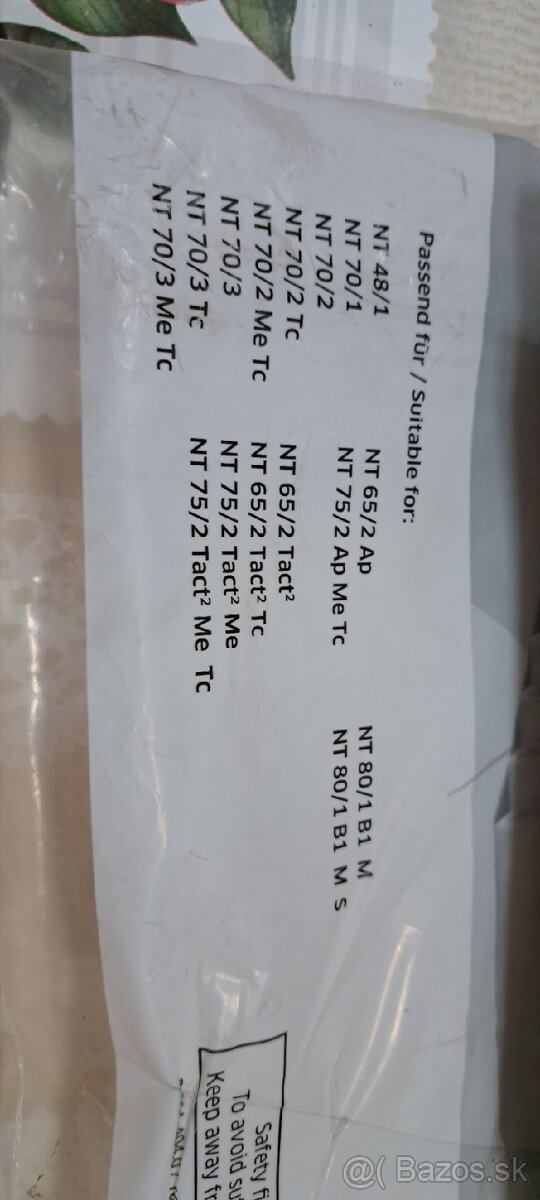 Passend für / Suitable for:
NT 48/1
NT 70/1
NT 70/2
NT 70/2 Tc
NT 70/2 Me Tc
NT 70/3
NT 70/3 Tc
NT 70/3 Me Tc
NT 65/2 Ap
NT 75/2 Ap Me Tc
NT 65/2 Tact²
NT 65/2 Tact² Tc
NT 75/2 Tact² Me
NT 75/2 Tact² Me Tc
NT 80/1 B1 M
NT 80/1 B1 M S
Safety fi
To avoid su
Keep away fr
@( Bazos.sk